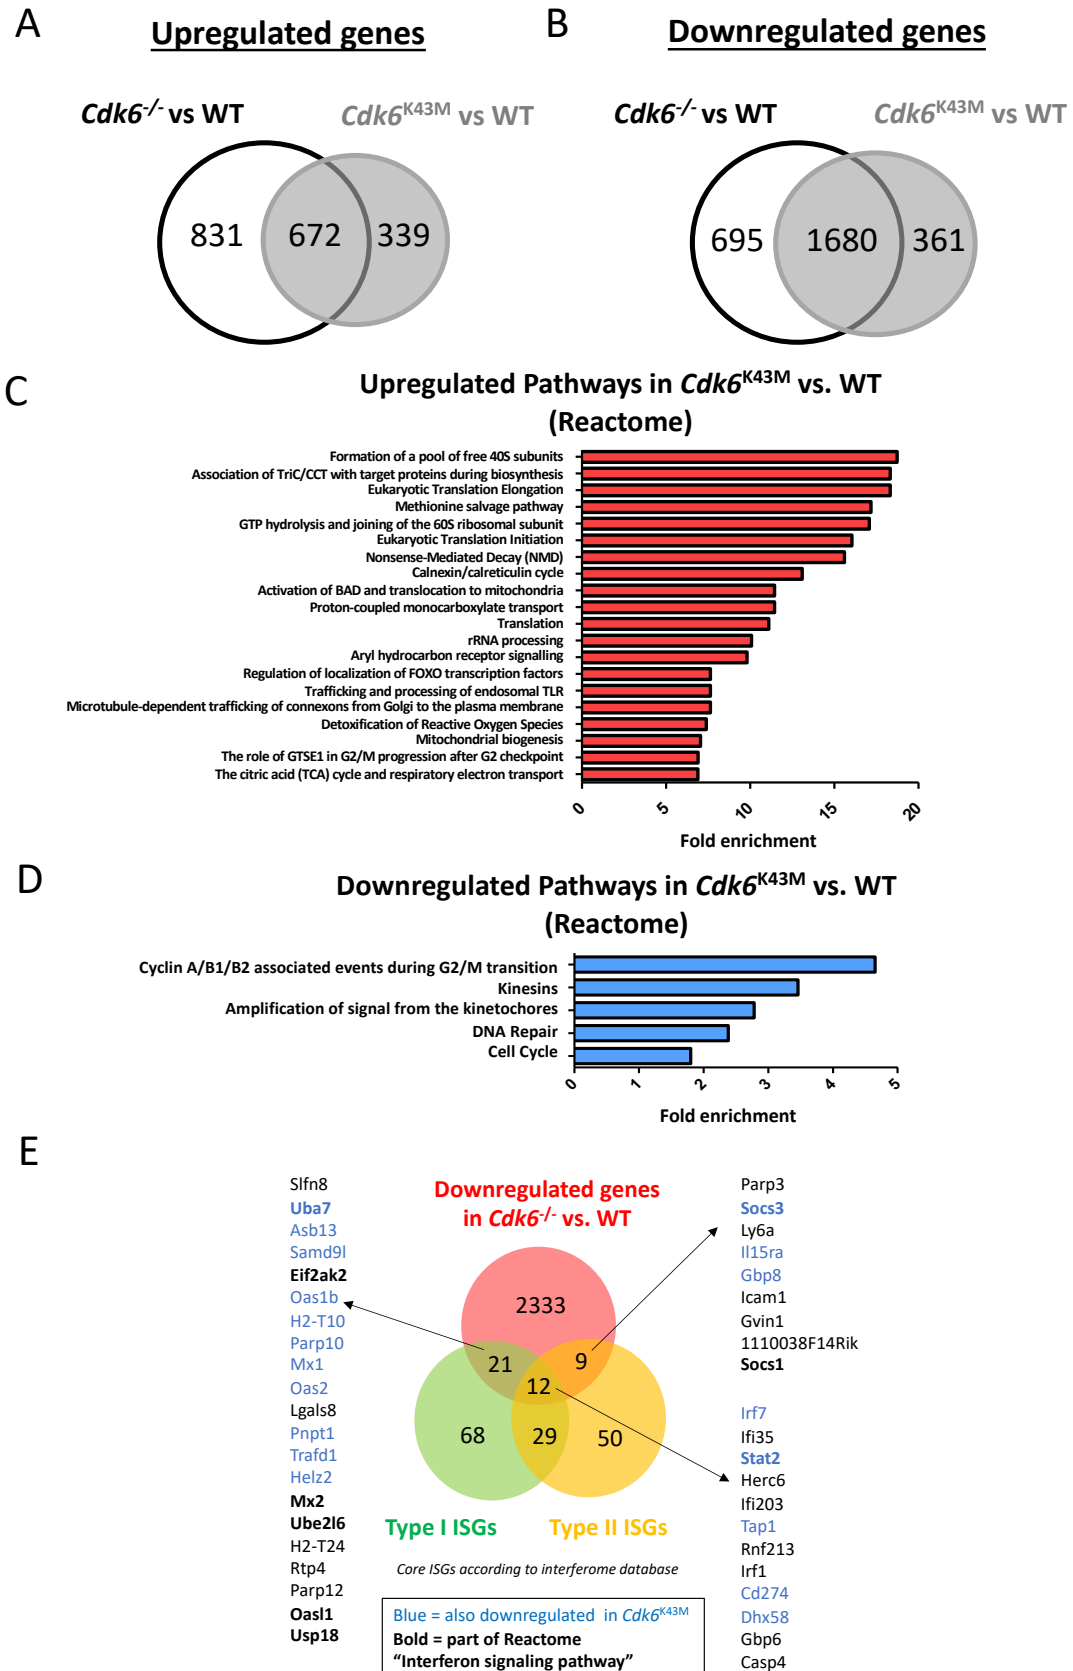 A
Upregulated genes
Cdk6-/- vs WT
Cdk6K43M vs WT
831
672
339
B
Downregulated genes
Cdk6-/- vs WT
Cdk6K43M vs WT
695
1680
361
C
Upregulated Pathways in Cdk6K43M vs. WT
(Reactome)
Formation of a pool of free 40S subunits
Association of TriC/CCT with target proteins during biosynthesis
Eukaryotic Translation Elongation
Methionine salvage pathway
GTP hydrolysis and joining of the 60S ribosomal subunit
Eukaryotic Translation Initiation
Nonsense-Mediated Decay (NMD)
Calnexin/calreticulin cycle
Activation of BAD and translocation to mitochondria
Proton-coupled monocarboxylate transport
Translation
rRNA processing
Aryl hydrocarbon receptor signalling
Regulation of localization of FOXO transcription factors
Trafficking and processing of endosomal TLR
Microtubule-dependent trafficking of connexons from Golgi to the plasma membrane
Detoxification of Reactive Oxygen Species
Mitochondrial biogenesis
The role of GTSE1 in G2/M progression after G2 checkpoint
The citric acid (TCA) cycle and respiratory electron transport
0 5 10 15 20
Fold enrichment
D
Downregulated Pathways in Cdk6K43M vs. WT
(Reactome)
Cyclin A/B1/B2 associated events during G2/M transition
Kinesins
Amplification of signal from the kinetochores
DNA Repair
Cell Cycle
0 1 2 3 4 5
Fold enrichment
E
Slfn8
Uba7
Asb13
Samd9l
Eif2ak2
Oas1b
H2-T10
Parp10
Mx1
Oas2
Lgals8
Pnpt1
Trafd1
Helz2
Mx2
Ube2l6
H2-T24
Rtp4
Parp12
Oasl1
Usp18
Downregulated genes
in Cdk6-/- vs. WT
2333
21
9
12
68
29
50
Type I ISGs
Type II ISGs
Core ISGs according to interferome database
Blue = also downregulated in Cdk6K43M
Bold = part of Reactome
“Interferon signaling pathway”
Parp3
Socs3
Ly6a
Il15ra
Gbp8
Icam1
Gvin1
1110038F14Rik
Socs1
Irf7
Ifi35
Stat2
Herc6
Ifi203
Tap1
Rnf213
Irf1
Cd274
Dhx58
Gbp6
Casp4